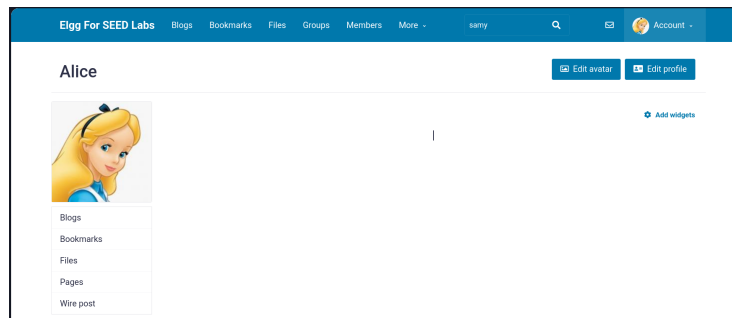 Elgg For SEED Labs Blogs Bookmarks Files Groups Members More samy Account
Alice Edit avatar Edit profile
Add widgets
Blogs
Bookmarks
Files
Pages
Wire post